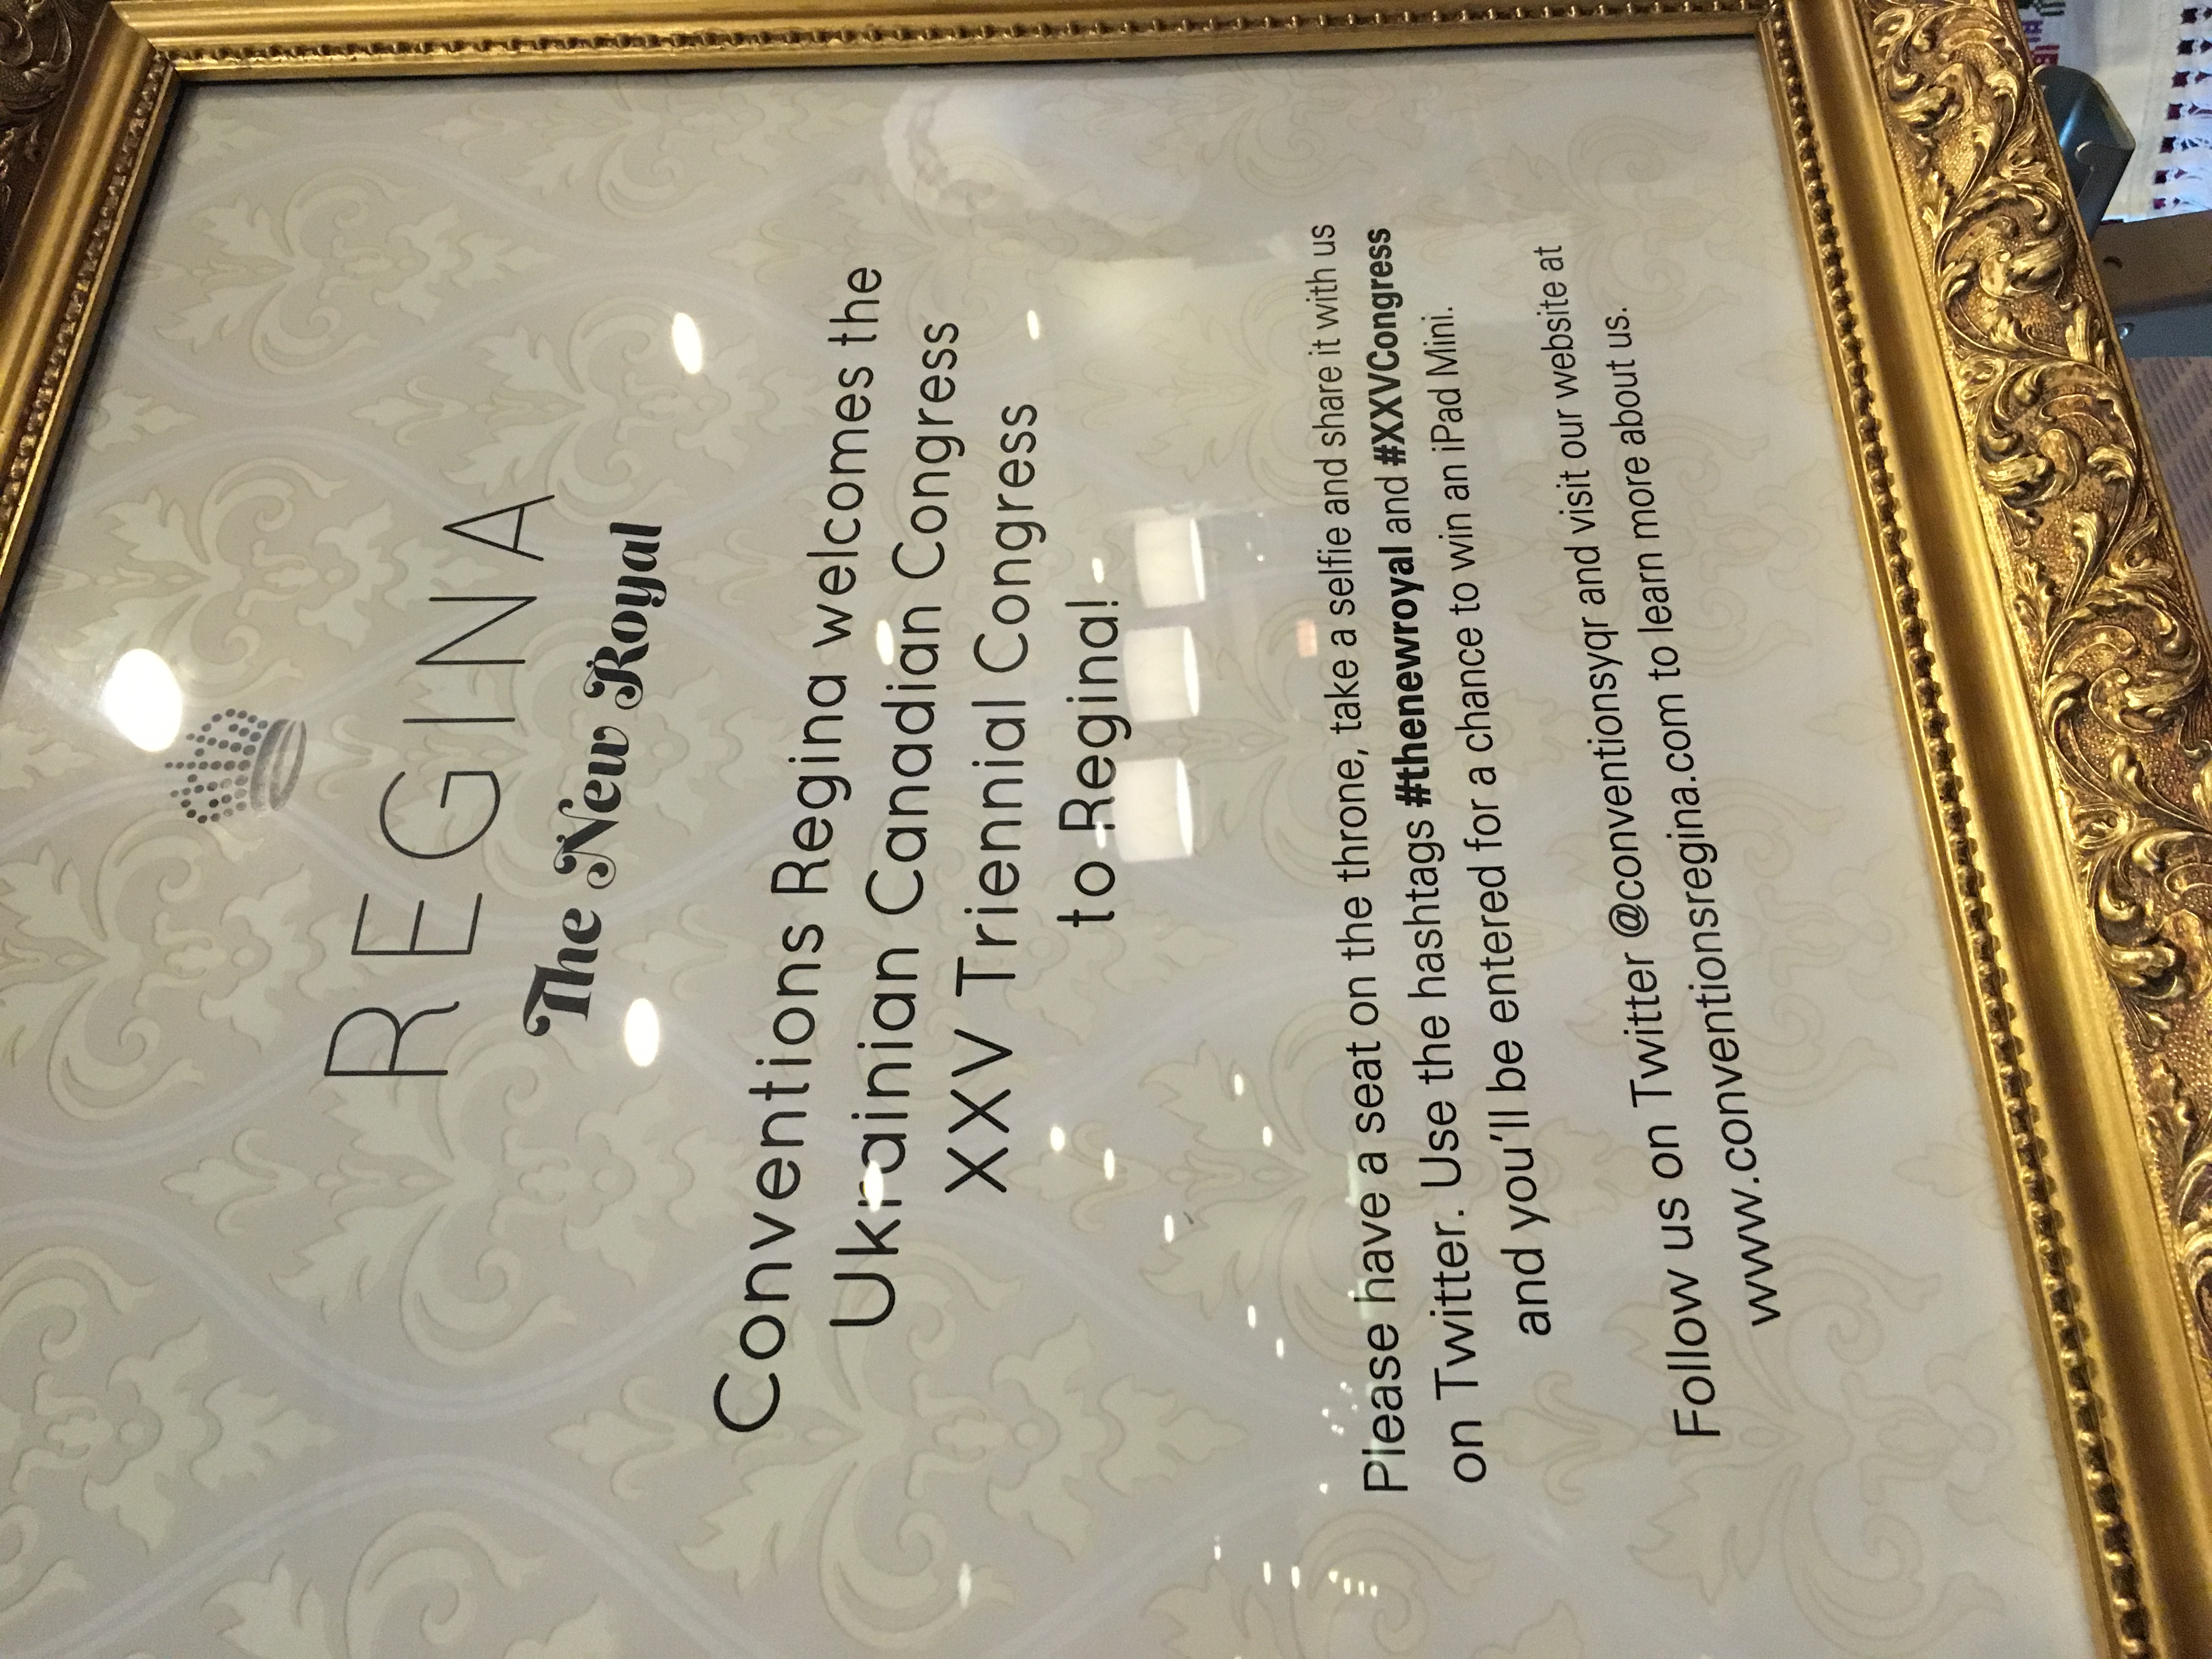 REGINA
The New Royal
Conventions Regina welcomes the
Ukrainian Canadian Congress
XXV Triennial Congress
to Regina!
Please have a seat on the throne, take a selfie and share it with us
on Twitter. Use the hashtags #thenewroyal and #XXVCongress
and you'll be entered for a chance to win an iPad Mini.
Follow us on Twitter @conventionsyqr and visit our website at
www.conventionsregina.com to learn more about us.